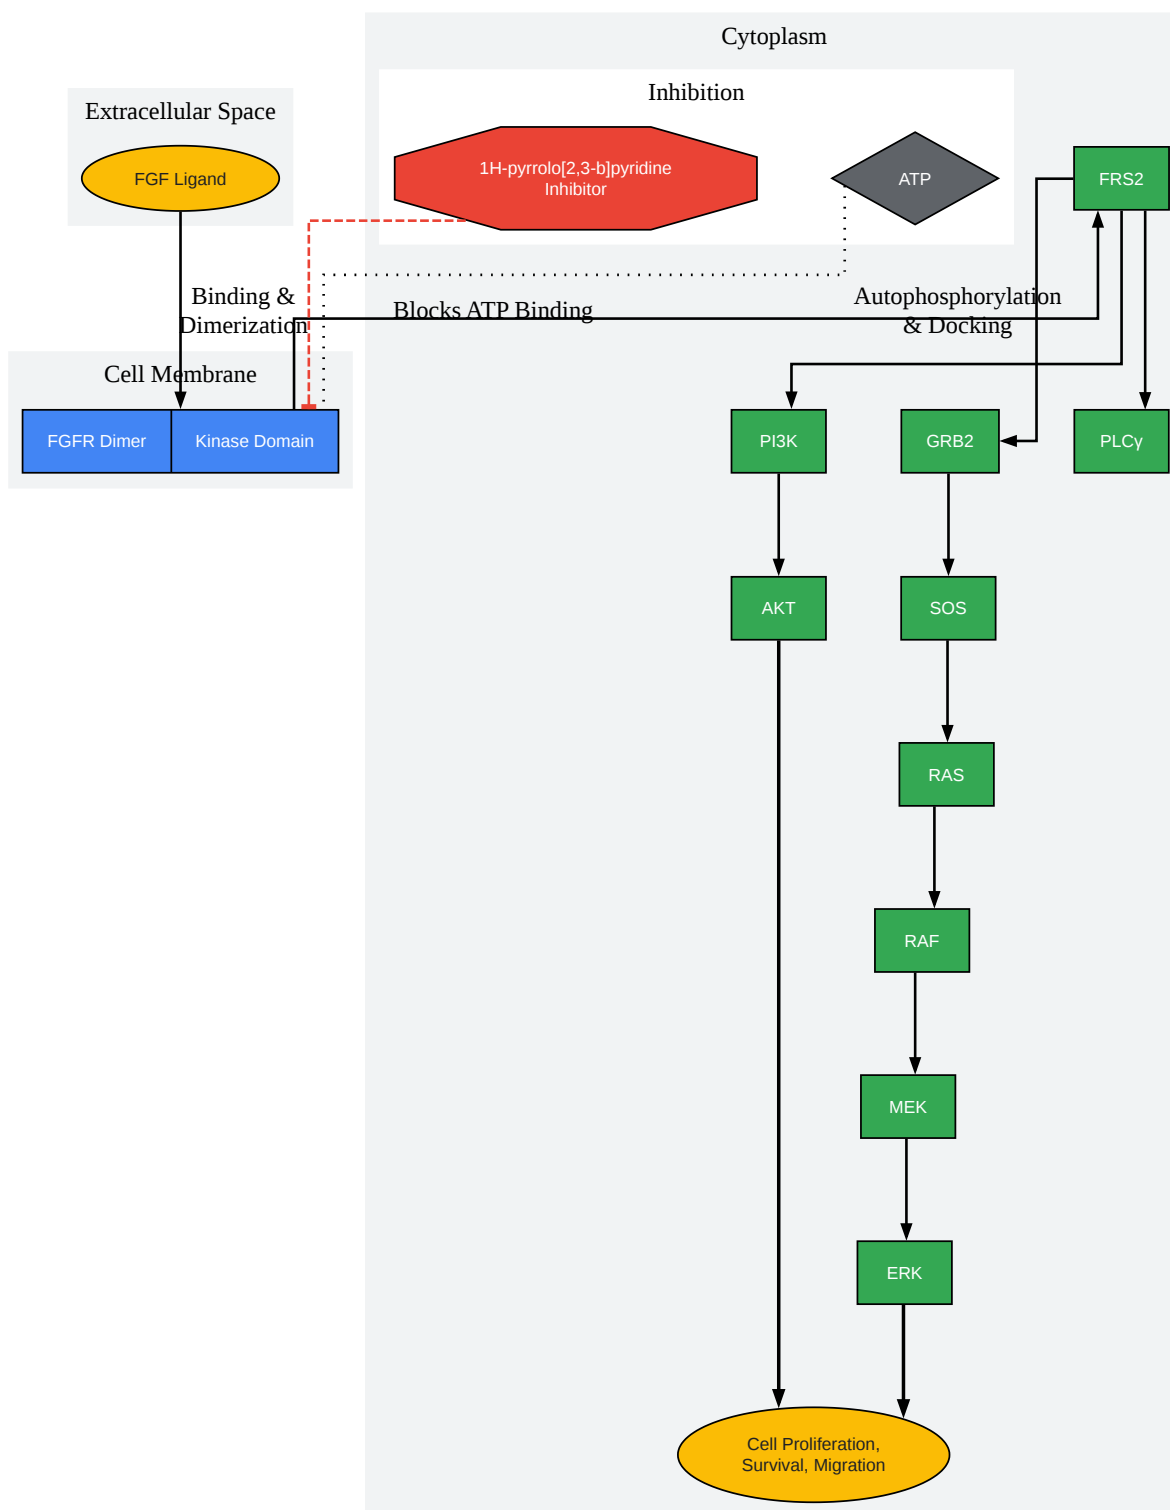 Cytoplasm
Inhibition
Extracellular Space
1H-pyrrolo[2,3-b]pyridine
Inhibitor
FGF Ligand
ATP
FRS2
Binding &
Dimerization
Blocks ATP Binding
Autophosphorylation
& Docking
Cell Membrane
FGFR Dimer
Kinase Domain
PI3K
GRB2
PLCγ
AKT
SOS
RAS
RAF
MEK
ERK
Cell Proliferation,
Survival, Migration